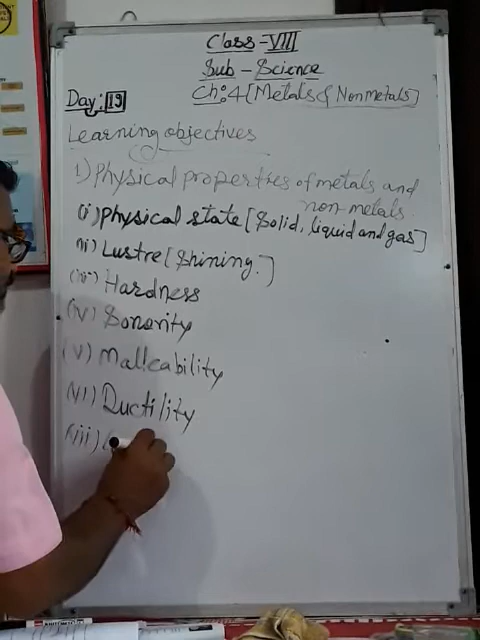 Class-VIII
Sub - Science
Day: 19 Ch: 4 [Metals & Non Metals]
Learning objectives
1) Physical properties of metals and non-metals.
(i) Physical state [Solid, liquid and gas]
(ii) Lustre [Shining.]
(iii) Hardness
(iv) Sonority
(v) Malleability
(vi) Ductility
(vii) C